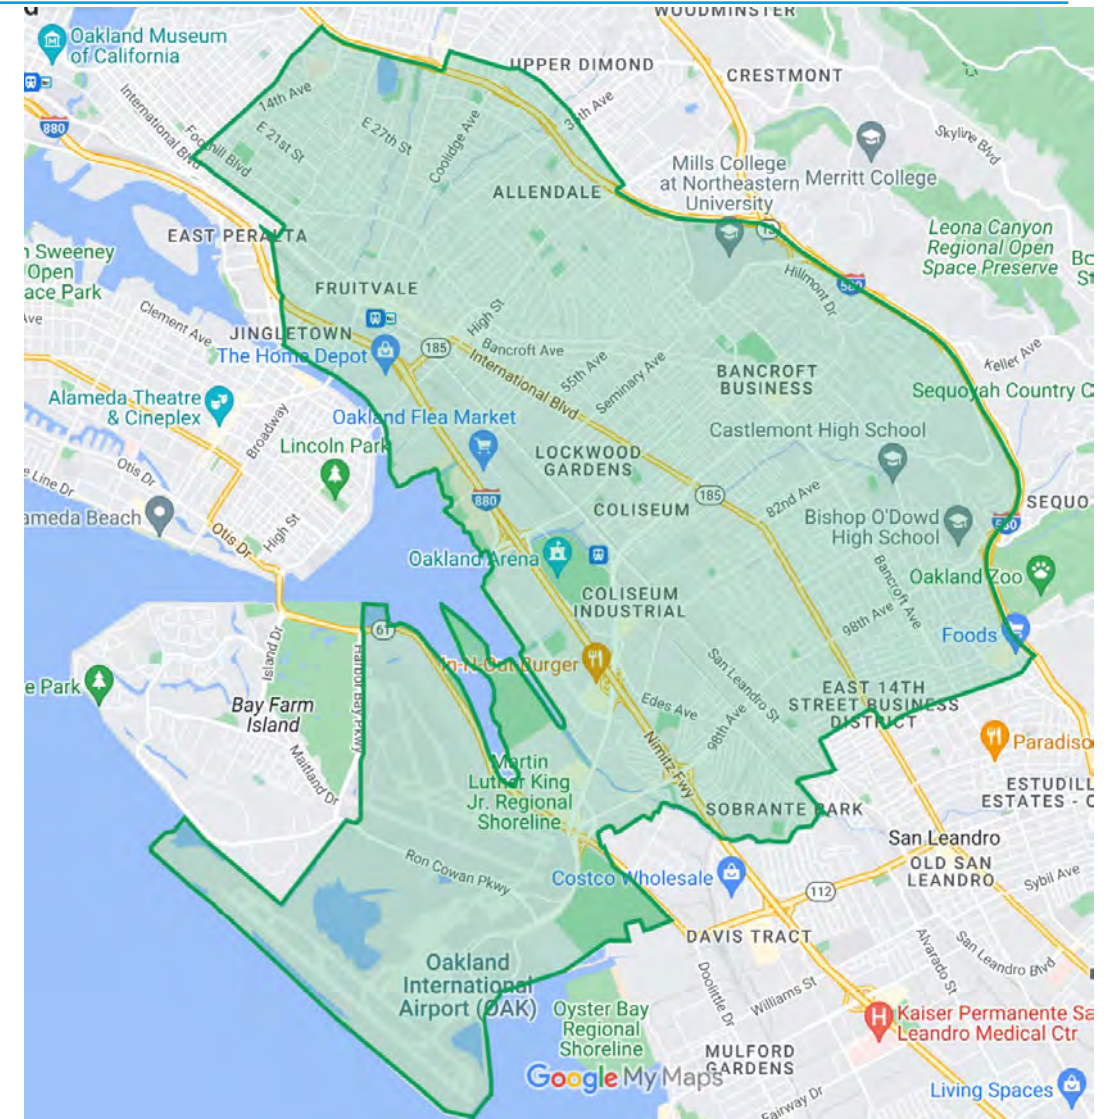 WOODMINSTER
Oakland Museum
of California
UPPER DIMOND
CRESTMONT
14th Ave
E 27th St
Coolidge Ave
International Blvd
Foothill Blvd
E 21st St
880
Skyline Blvd
Mills College
at Northeastern
University
Merritt College
ALLENDALE
13
EAST PERALTA
Leona Canyon
Regional Open
Space Preserve
Sweeney
Open
ace Park
Hillmont Dr
580
FRUITVALE
Clement Ave
JINGLETOWN
The Home Depot
185
High St
Bancroft Ave
International Blvd
55th Ave
Seminary Ave
BANCROFT
BUSINESS
Keller Ave
Sequoyah Country C
Alameda Theatre
& Cineplex
Broadway
Oakland Flea Market
Castlemont High School
Lincoln Park
LOCKWOOD
GARDENS
Otis Dr
e Line Dr
880
185
82nd Ave
COLISEUM
SEQUO
ameda Beach
High St
Otis Dr
Bishop O'Dowd
High School
580
Oakland Arena
Bancroft Ave
Oakland Zoo
COLISEUM
INDUSTRIAL
98th Ave
Foods
61
Island Dr
Harbor Bay Pkwy
In-N-Out Burger
San Leandro St
e Park
Bay Farm
Island
Edes Ave
98th Ave
EAST 14TH
STREET BUSINESS
DISTRICT
Maitland Dr
Nimitz Fwy
Paradiso
Martin
Luther King
Jr. Regional
Shoreline
ESTUDILL
ESTATES - 
SOBRANTE PARK
San Leandro
Ron Cowan Pkwy
Costco Wholesale
112
OLD SAN
LEANDRO
Sybil Ave
DAVIS TRACT
Oakland
International
Airport (OAK)
Doolittle Dr
Williams St
Alvarado St
San Leandro Blvd
Oyster Bay
Regional
Shoreline
Kaiser Permanente Sa
Leandro Medical Ctr
MULFORD
GARDENS
Google My Maps
Fairway Dr
Living Spaces